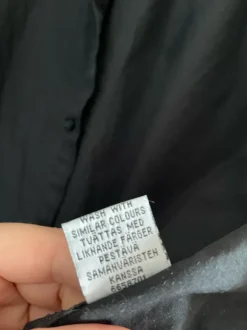 WASH WITH
SIMILAR COLOURS
TVÄTTAS MED
LIKNANDE FÄRGER
PESTÄVÄ
SAMANVÄRISTEN
KANSSA